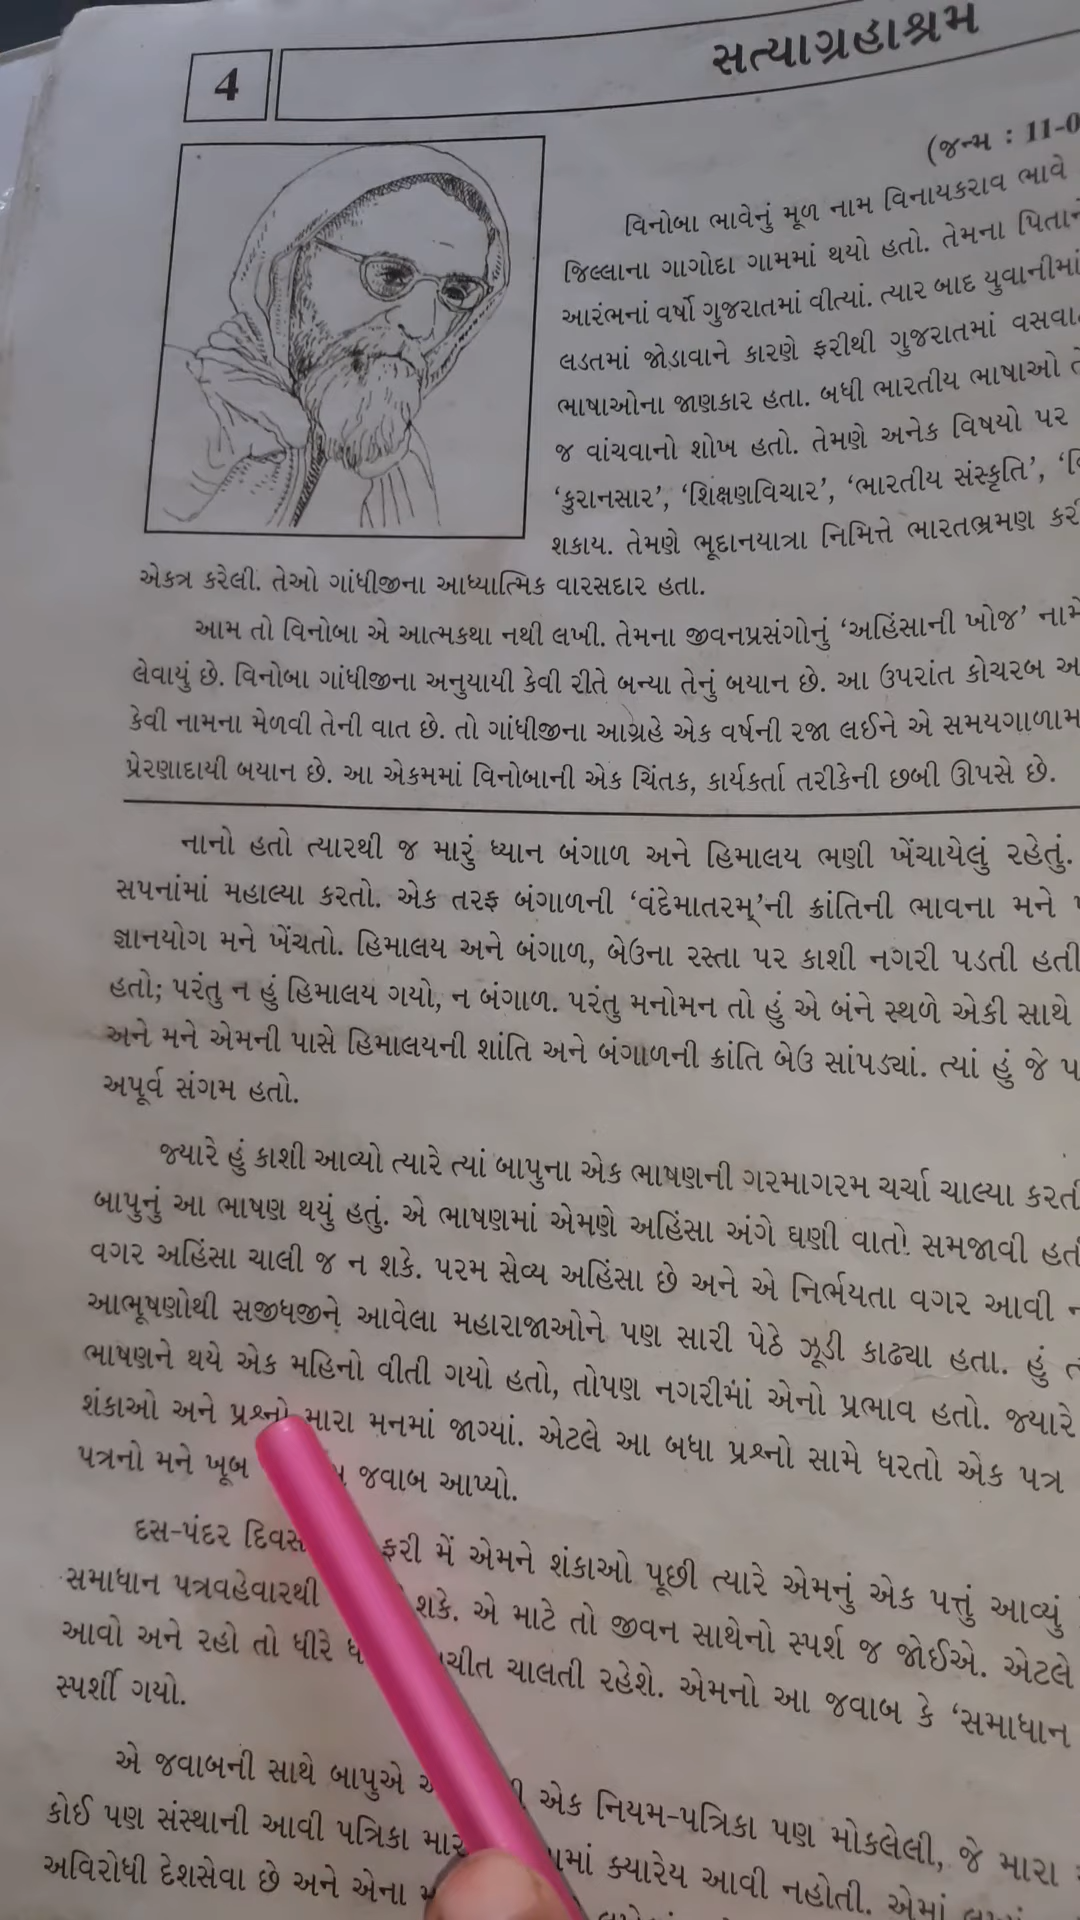 4
સત્યાગ્રહાશ્રમ
(જન્મ : 11-0
વિનોબા ભાવેનું મૂળ નામ વિનાયકરાવ ભાવે
જિલ્લાના ગાગોદા ગામમાં થયો હતો. તેમના પિતાને
આરંભનાં વર્ષો ગુજરાતમાં વીત્યાં. ત્યાર બાદ યુવાનીમાં
લડતમાં જોડાવાને કારણે ફરીથી ગુજરાતમાં
ભાષાઓના જાણકાર હતા. બધી ભારતીય ભાષાઓ
જ વાંચવાનો શોખ હતો. તેમણે અનેક વિષયો પર
‘કુરાનસાર’, ‘શિક્ષણવિચાર’, ‘ભારતીય સંસ્કૃતિ’,
શકાય. તેમણે ભૂદાનયાત્રા નિમિત્તે ભારતભ્રમણ કરી
એકત્ર કરેલી. તેઓ ગાંધીજીના આધ્યાત્મિક વારસદાર હતા.
આમ તો વિનોબા એ આત્મકથા નથી લખી. તેમના જીવનપ્રસંગોનું ‘અહિંસાની ખોજ’ નામે
લેવાયું છે. વિનોબા ગાંધીજીના અનુયાયી કેવી રીતે બન્યા તેનું બયાન છે. આ ઉપરાંત કોચરબ
કેવી નામના મેળવી તેની વાત છે. તો ગાંધીજીના આગ્રહે એક વર્ષની રજા લઈને એ સમયગાળામાં
પ્રેરણાદાયી બયાન છે. આ એકમમાં વિનોબાની એક ચિંતક, કાર્યકર્તા તરીકેની છબી ઊપસે છે.
નાનો હતો ત્યારથી જ મારું ધ્યાન બંગાળ અને હિમાલય ભણી ખેંચાયેલું રહેતું.
સપનાંમાં મહાલ્યા કરતો. એક તરફ બંગાળની ‘વંદેમાતરમ્’ની ક્રાંતિની ભાવના મને
જ્ઞાનયોગ મને ખેંચતો. હિમાલય અને બંગાળ, બેઉના રસ્તા પર કાશી નગરી પડતી હતી
હતો; પરંતુ ન હું હિમાલય ગયો, ન બંગાળ. પરંતુ મનોમન તો હું એ બંને સ્થળે એકી સાથે
અને મને એમની પાસે હિમાલયની શાંતિ અને બંગાળની ક્રાંતિ બેઉ સાંપડ્યાં. ત્યાં હું જે
અપૂર્વ સંગમ હતો.
જ્યારે હું કાશી આવ્યો ત્યારે ત્યાં બાપુના એક ભાષણની ગરમાગરમ ચર્ચા ચાલ્યા કરતી
બાપુનું આ ભાષણ થયું હતું. એ ભાષણમાં એમણે અહિંસા અંગે ઘણી વાતો સમજાવી હતી
વગર અહિંસા ચાલી જ ન શકે. પરમ સેવ્ય અહિંસા છે અને એ નિર્ભયતા વગર આવી ન
આભૂષણોથી સજીધજીને આવેલા મહારાજાઓને પણ સારી પેઠે ઝૂડી કાઢ્યા હતા. હું
ભાષણને થયે એક મહિનો વીતી ગયો હતો, તોપણ નગરીમાં એનો પ્રભાવ હતો. જ્યારે
શંકાઓ અને પ્રશ્નો મારા મનમાં જાગ્યાં. એટલે આ બધા પ્રશ્નો સામે ધરતો એક પત્ર
પત્રનો મને ખૂબ જવાબ આપ્યો.
દસ-પંદર દિવસ ફરી મેં એમને શંકાઓ પૂછી ત્યારે એમનું એક પત્તું આવ્યું
સમાધાન પત્રવહેવારથી શકે. એ માટે તો જીવન સાથેનો સ્પર્શ જ જોઈએ. એટલે
આવો અને રહો તો ધીરે ચાલતી રહેશે. એમનો આ જવાબ કે ‘સમાધાન
સ્પર્શી ગયો.
એ જવાબની સાથે બાપુએ એક નિયમ-પત્રિકા પણ મોકલેલી, જે મારા
કોઈ પણ સંસ્થાની આવી પત્રિકા ક્યારેય આવી નહોતી. એમાં
અવિરોધી દેશસેવા છે અને એના